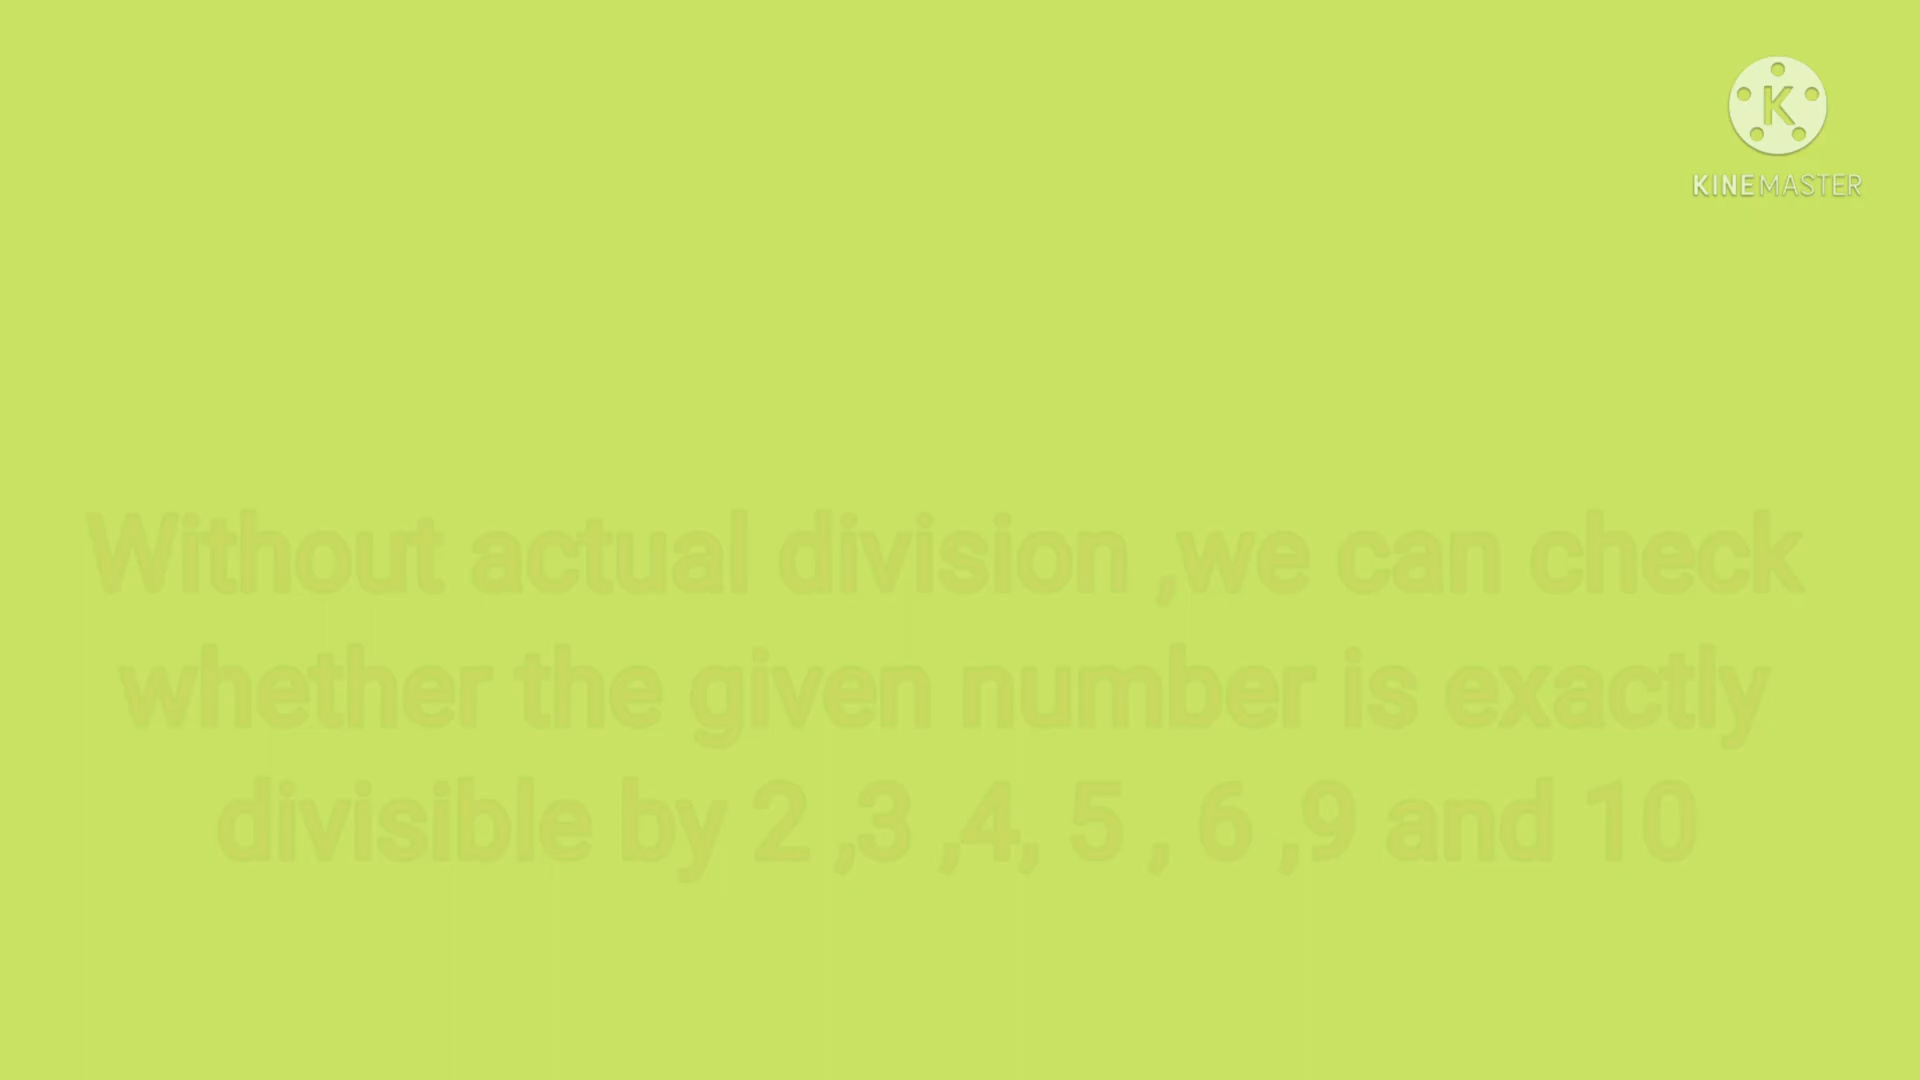 K
KINEMASTER
Without actual division ,we can check
whether the given number is exactly
divisible by 2 ,3 ,4, 5 , 6 ,9 and 10